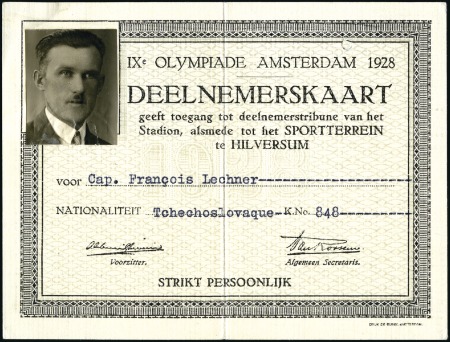 IXe OLYMPIADE AMSTERDAM 1928
DEELNEMERSKAART
geeft toegang tot deelnemerstribune van het
Stadion, alsmede tot het SPORTTERREIN
te HILVERSUM
voor Cap. François Lechner
NATIONALITEIT Tchechoslovaque K.No. 848
Voorzitter. Algemeen Secretaris.
STRIKT PERSOONLIJK